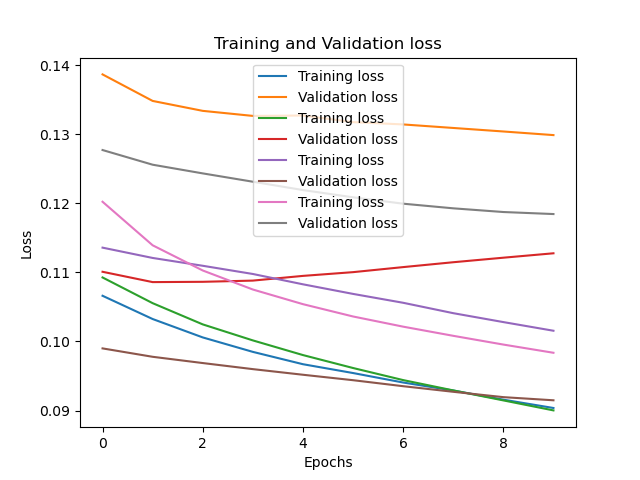 Training and Validation loss
0.14
0.13
0.12
0.11
0.10
0.09
Loss
Training loss
Validation loss
Training loss
Validation loss
Training loss
Validation loss
Training loss
Validation loss
0 2 4 6 8
Epochs